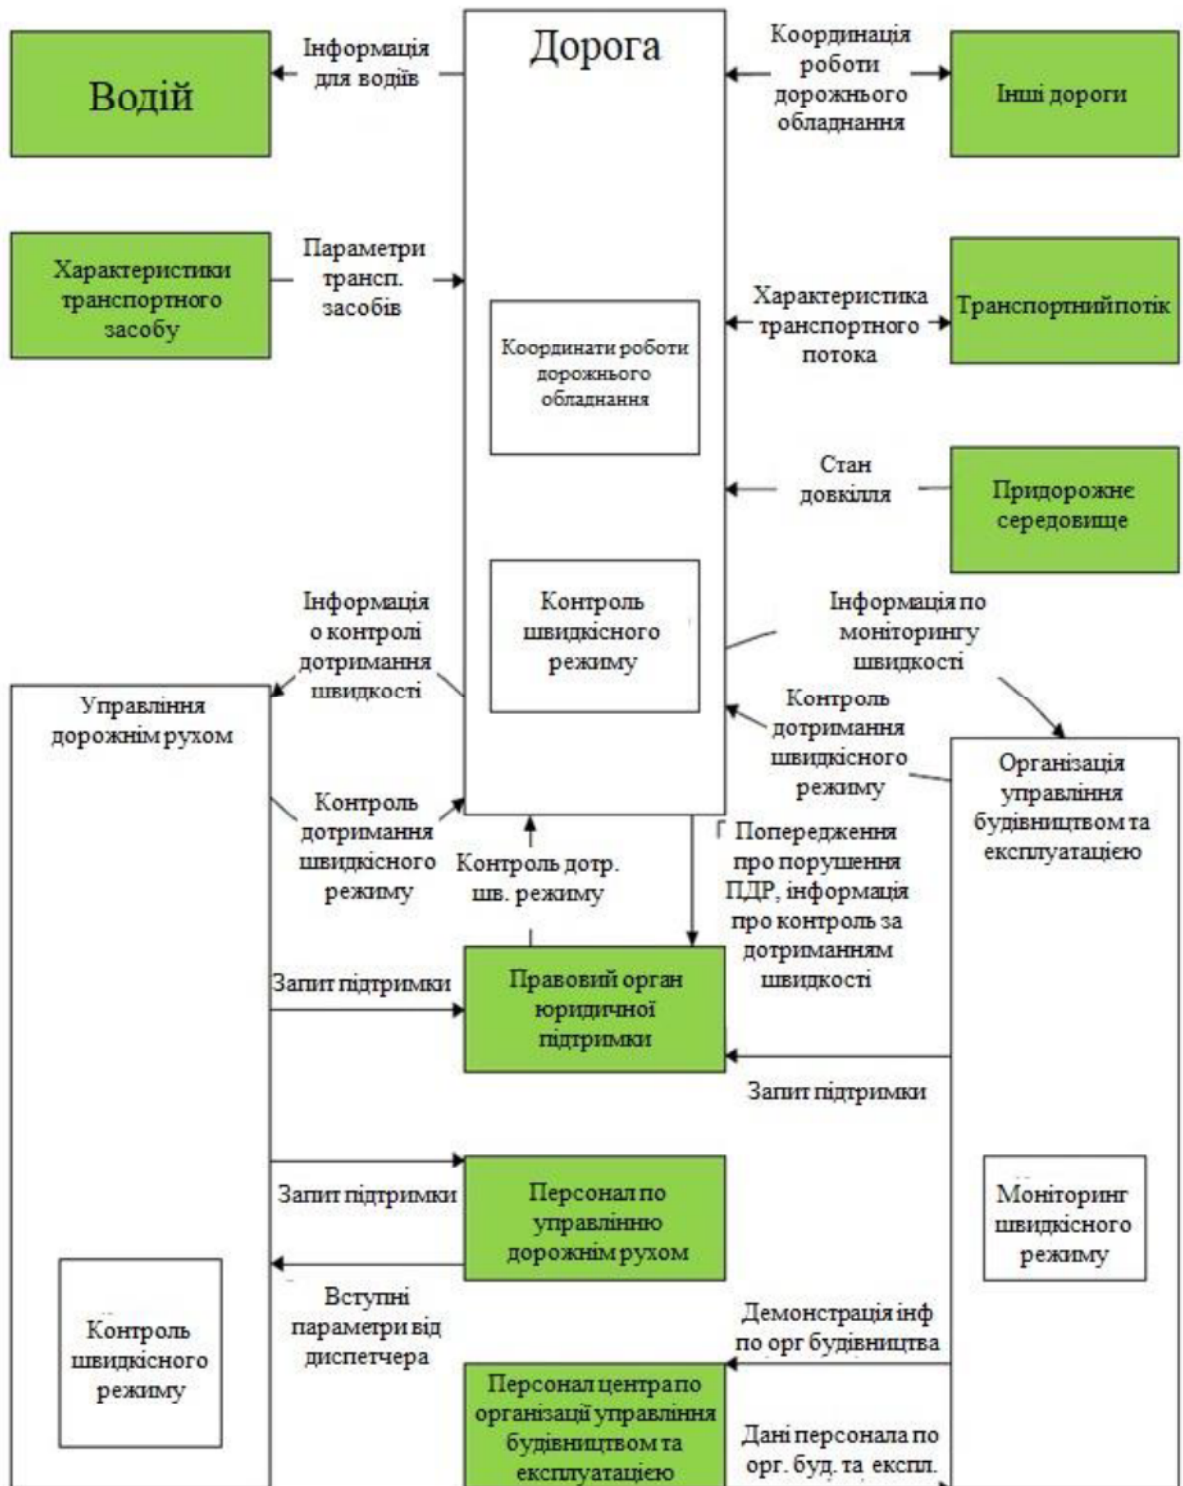 Водій
Інформація
для водіїв
Дорога
Координація
роботи
дорожнього
обладнання
Інші дороги
Характеристики
транспортного
засобу
Параметри
трансп.
засобів
Координати роботи
дорожнього
обладнання
Характеристика
транспортного
потока
Транспортний потік
Стан
довкілля
Придорожнє
середовище
Контроль
швидкісного
режиму
Інформація
о контролі
дотримання
швидкості
Інформація по
моніторингу
швидкості
Управління
дорожнім рухом
Контроль
дотримання
швидкісного
режиму
Організація
управління
будівництвом та
експлуатацією
Контроль
дотримання
швидкісного
режиму
Контроль дотр.
шв. режиму
Попередження
про порушення
ПДР, інформація
про контроль за
дотриманням
швидкості
Запит підтримки
Правовий орган
юридичної
підтримки
Запит підтримки
Запит підтримки
Персонал по
управлінню
дорожнім рухом
Моніторинг
швидкісного
режиму
Контроль
швидкісного
режиму
Вступні
параметри від
диспетчера
Демонстрація інф
по орг будівництва
Персонал центра по
організації управління
будівництвом та
експлуатацією
Дані персонала по
орг. буд. та експл.